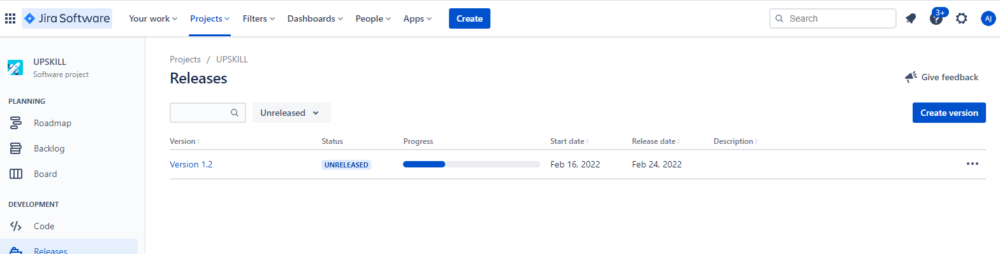 Jira Software Your work Projects Filters Dashboards People Apps Create Search 3+ ? AJ
UPSKILL
Software project
PLANNING
Roadmap
Backlog
Board
DEVELOPMENT
Code
Releases
Projects / UPSKILL
Releases
Give feedback
Unreleased
Create version
Version Status Progress Start date Release date Description
Version 1.2 UNRELEASED Feb 16, 2022 Feb 24, 2022